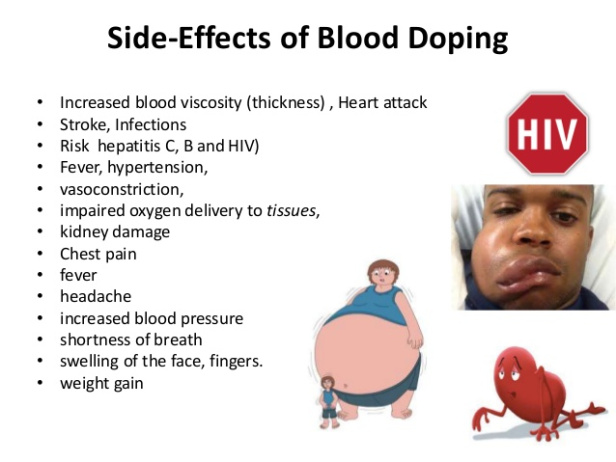 Side-Effects of Blood Doping
• Increased blood viscosity (thickness) , Heart attack
• Stroke, Infections
• Risk hepatitis C, B and HIV)
• Fever, hypertension,
• vasoconstriction,
• impaired oxygen delivery to tissues,
• kidney damage
• Chest pain
• fever
• headache
• increased blood pressure
• shortness of breath
• swelling of the face, fingers.
• weight gain
HIV